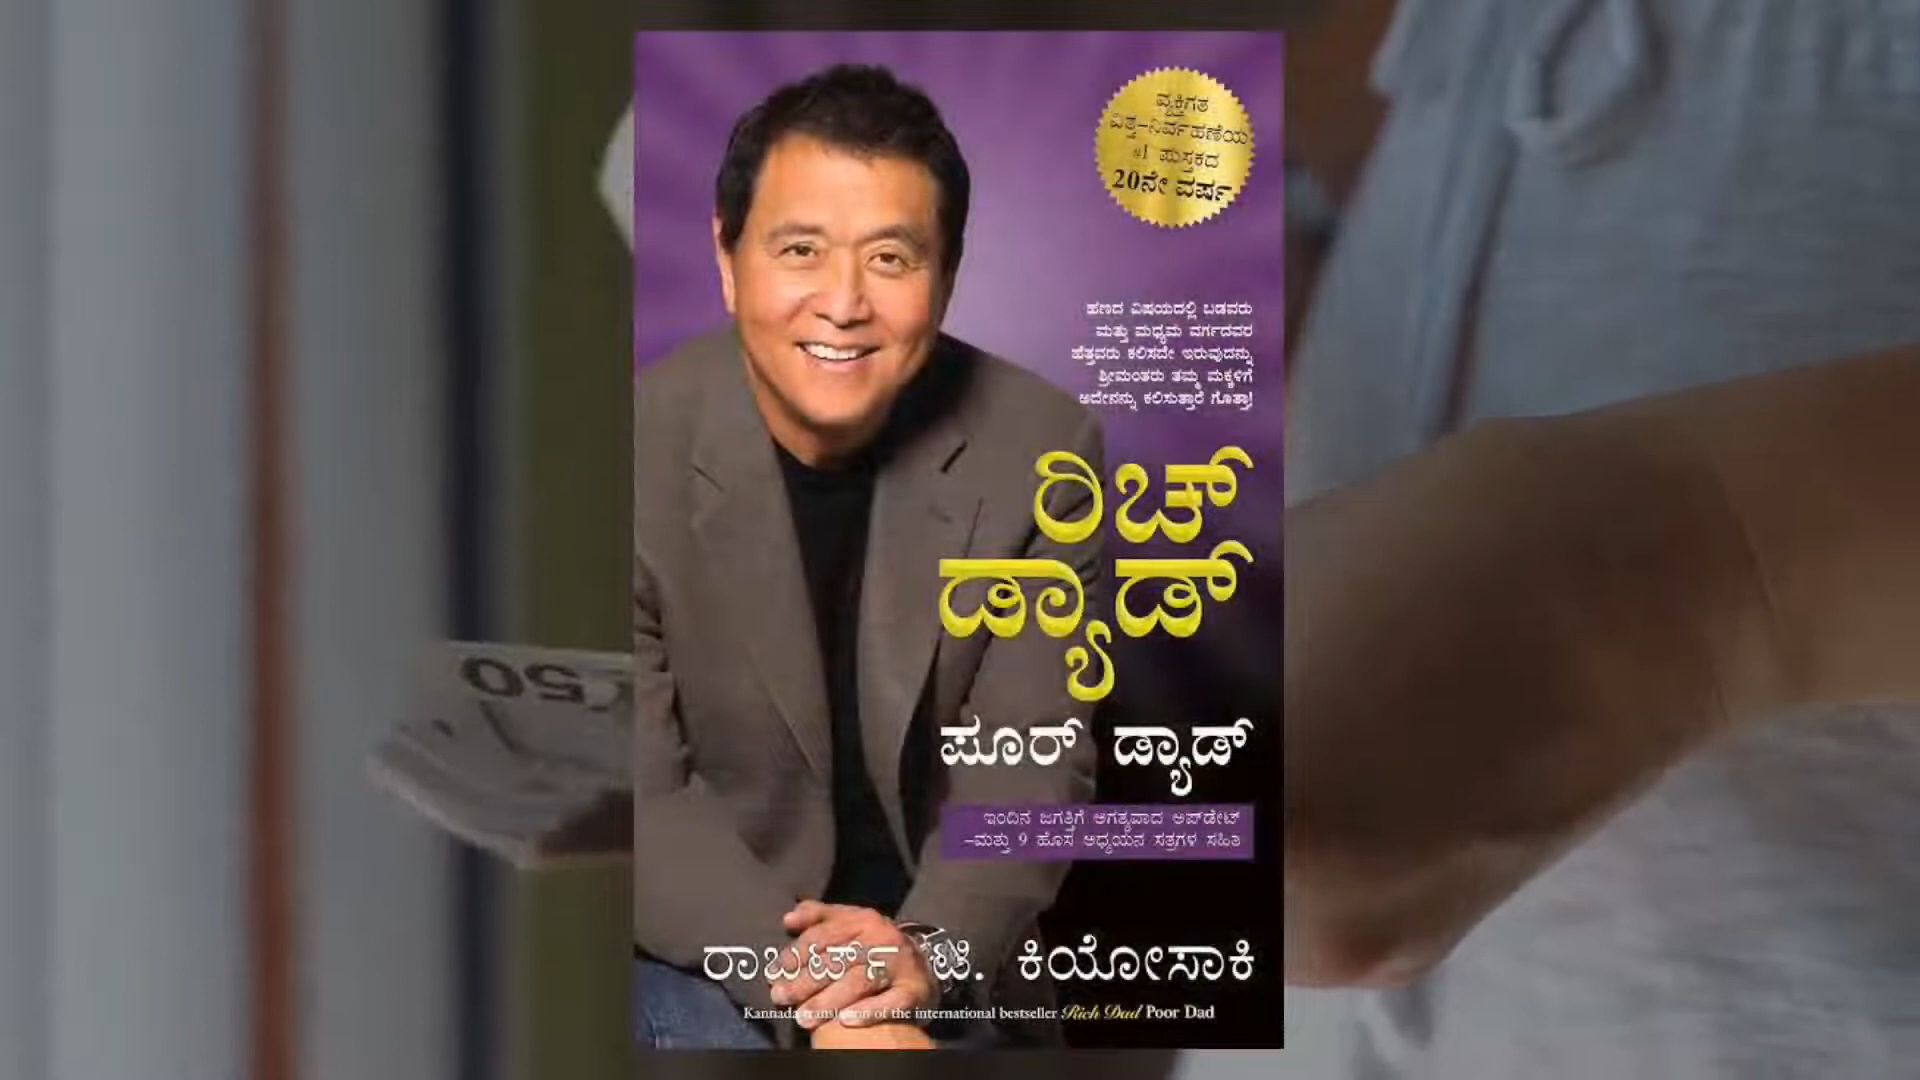 ವ್ಯಕ್ತಿಗತ
ವಿತ್ತ-ನಿರ್ವಹಣೆಯ
#1 ಪುಸ್ತಕದ
20ನೇ ವರ್ಷ
ಹಣದ ವಿಷಯದಲ್ಲಿ ಬಡವರು
ಮತ್ತು ಮಧ್ಯಮ ವರ್ಗದವರ
ಹೆತ್ತವರು ಕಲಿಸದೇ ಇರುವುದನ್ನು
ಶ್ರೀಮಂತರು ತಮ್ಮ ಮಕ್ಕಳಿಗೆ
ಅದೇನನ್ನು ಕಲಿಸುತ್ತಾರೆ ಗೊತ್ತಾ!
ರಿಚ್
ಡ್ಯಾಡ್
ಪೂರ್ ಡ್ಯಾಡ್
ಇಂದಿನ ಜಗತ್ತಿಗೆ ಅಗತ್ಯವಾದ ಅಪ್‌ಡೇಟ್
-ಮತ್ತು 9 ಹೊಸ ಅಧ್ಯಯನ ಸತ್ರಗಳ ಸಹಿತ
ರಾಬರ್ಟ್ ಟಿ. ಕಿಯೋಸಾಕಿ
Kannada translation of the international bestseller Rich Dad Poor Dad
50